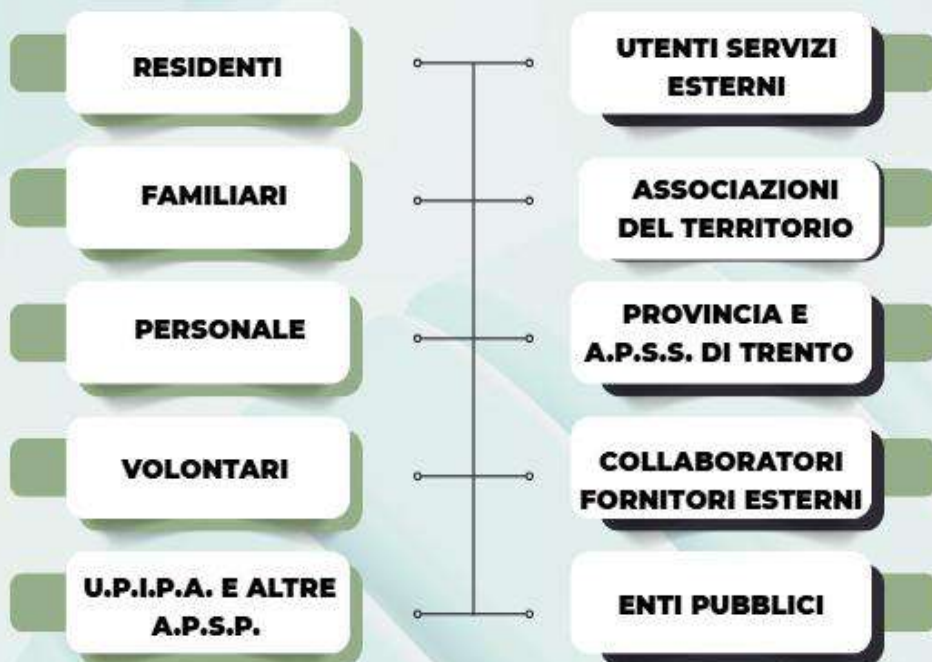 RESIDENTI
FAMILIARI
PERSONALE
VOLONTARI
U.P.I.P.A. E ALTRE
A.P.S.P.
UTENTI SERVIZI
ESTERNI
ASSOCIAZIONI
DEL TERRITORIO
PROVINCIA E
A.P.S.S. DI TRENTO
COLLABORATORI
FORNITORI ESTERNI
ENTI PUBBLICI